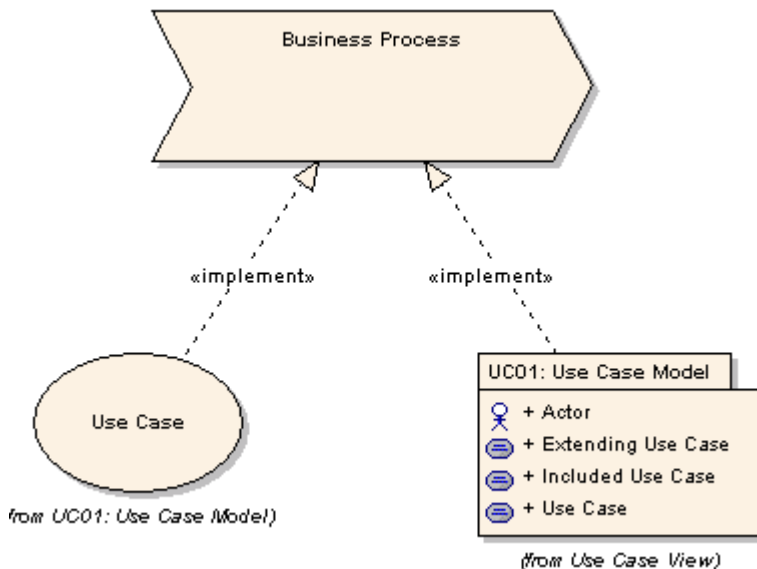 Business Process
«implement»
«implement»
Use Case
from UC01: Use Case Model)
UC01: Use Case Model
+ Actor
+ Extending Use Case
+ Included Use Case
+ Use Case
(from Use Case View)